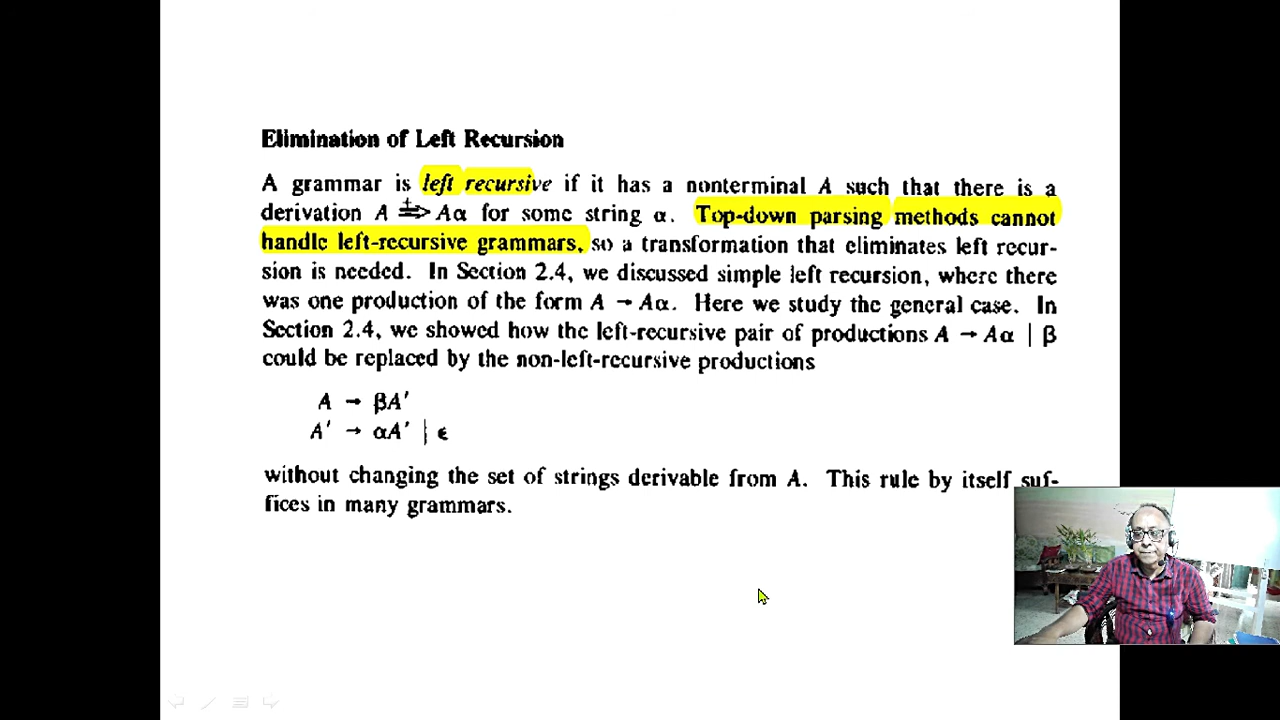 Elimination of Left Recursion
A grammar is left recursive if it has a nonterminal A such that there is a
derivation A ⇒+ Aα for some string α. Top-down parsing methods cannot
handle left-recursive grammars, so a transformation that eliminates left recur-
sion is needed. In Section 2.4, we discussed simple left recursion, where there
was one production of the form A → Aα. Here we study the general case. In
Section 2.4, we showed how the left-recursive pair of productions A → Aα | β
could be replaced by the non-left-recursive productions
A → βA'
A' → αA' | ϵ
without changing the set of strings derivable from A. This rule by itself suf-
fices in many grammars.